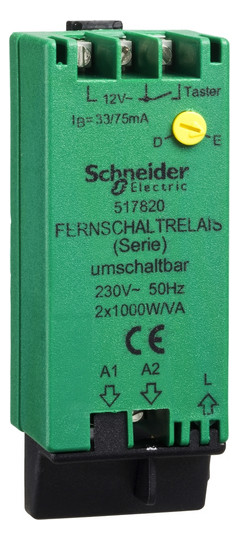 L 12V~ Taster
IB=33/75mA
D E
Schneider
Electric
517820
FERNSCHALTRELAIS
(Serie)
umschaltbar
230V~ 50Hz
2x1000W/VA
CE
A1 A2 L